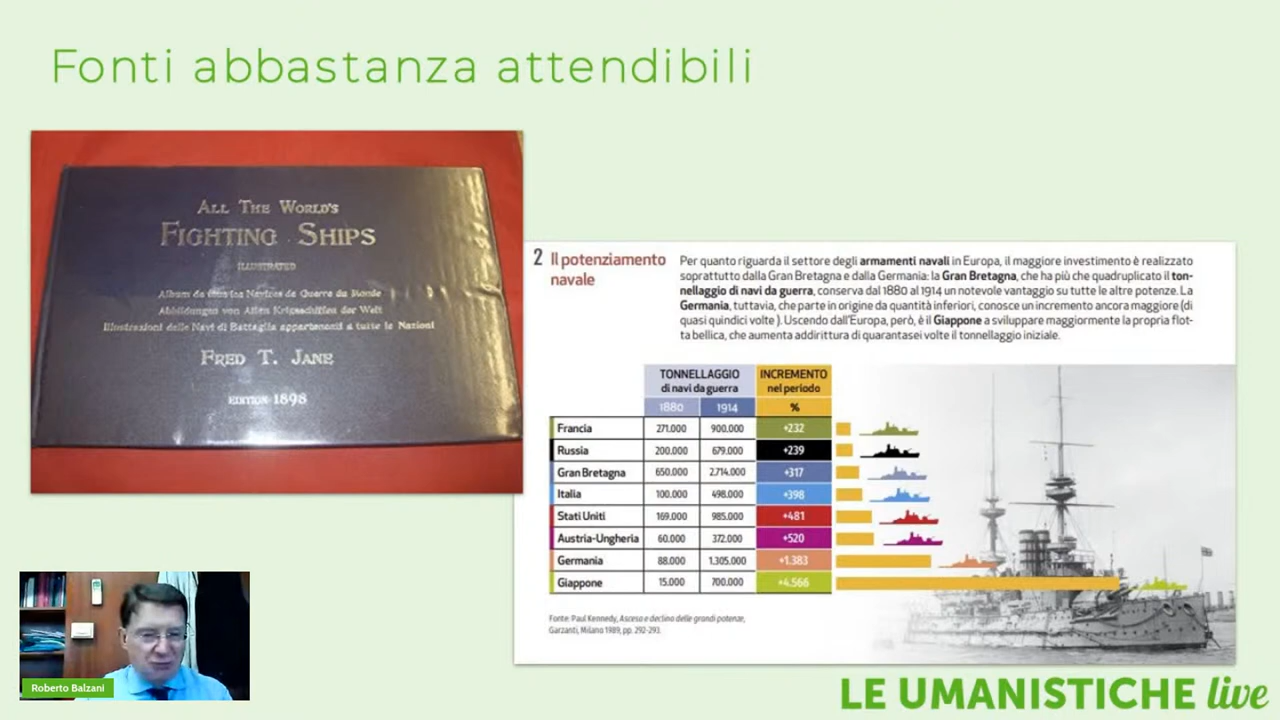 Fonti abbastanza attendibili
ALL THE WORLD'S
FIGHTING SHIPS
ILLUSTRATED
Album de tous les Navires de Guerre du Monde
Abbildungen von Allen Kriegsschiffen der Welt
Illustrazioni delle Navi di Battaglia appartenenti a tutte le Nazioni
FRED T. JANE
EDITION 1898
2 Il potenziamento
navale
Per quanto riguarda il settore degli armamenti navali in Europa, il maggiore investimento è realizzato
soprattutto dalla Gran Bretagna e dalla Germania: la Gran Bretagna, che ha più che quadruplicato il ton-
nellaggio di navi da guerra, conserva dal 1880 al 1914 un notevole vantaggio su tutte le altre potenze. La
Germania, tuttavia, che parte in origine da quantità inferiori, conosce un incremento ancora maggiore (di
quasi quindici volte ). Uscendo dall'Europa, però, è il Giappone a sviluppare maggiormente la propria flot-
ta bellica, che aumenta addirittura di quarantasei volte il tonnellaggio iniziale.
TONNELLAGGIO INCREMENTO
di navi da guerra nel periodo
1880 1914 %
Francia 271.000 900.000 +232
Russia 200.000 679.000 +239
Gran Bretagna 650.000 2.714.000 +317
Italia 100.000 498.000 +398
Stati Uniti 169.000 985.000 +481
Austria-Ungheria 60.000 372.000 +520
Germania 88.000 1.305.000 +1.383
Giappone 15.000 700.000 +4.566
Fonte: Paul Kennedy, Ascesa e declino delle grandi potenze,
Garzanti, Milano 1989, pp. 292-293.
Roberto Balzani
LE UMANISTICHE live